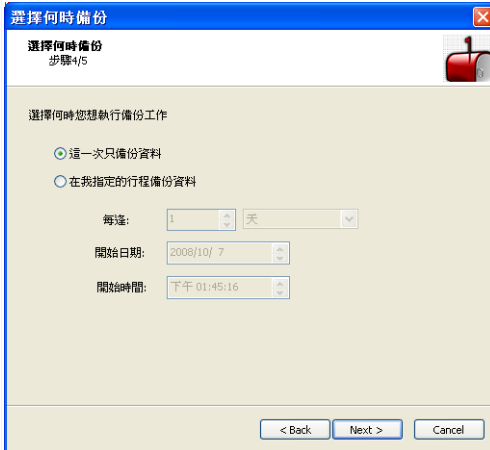 選擇何時備份
選擇何時備份
步驟4/5
選擇何時您想執行備份工作
這一次只備份資料
在我指定的行程備份資料
每逢: 1 天
開始日期: 2008/10/ 7
開始時間: 下午 01:45:16
< Back Next > Cancel